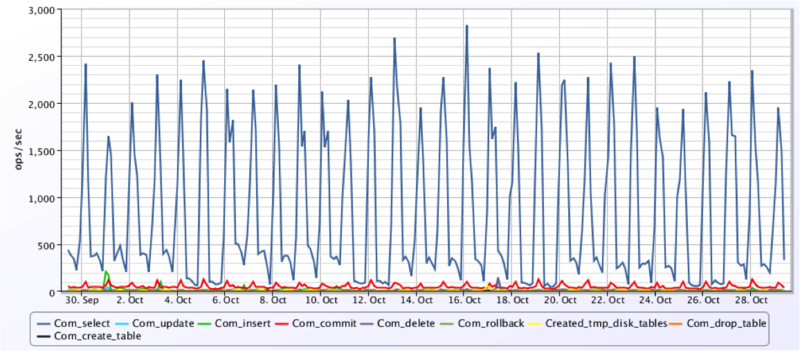 3,000
2,500
2,000
1,500
1,000
500
0
ops/sec
30. Sep 2. Oct 4. Oct 6. Oct 8. Oct 10. Oct 12. Oct 14. Oct 16. Oct 18. Oct 20. Oct 22. Oct 24. Oct 26. Oct 28. Oct
Com_select Com_update Com_insert Com_commit Com_delete Com_rollback Created_tmp_disk_tables Com_drop_table
Com_create_table